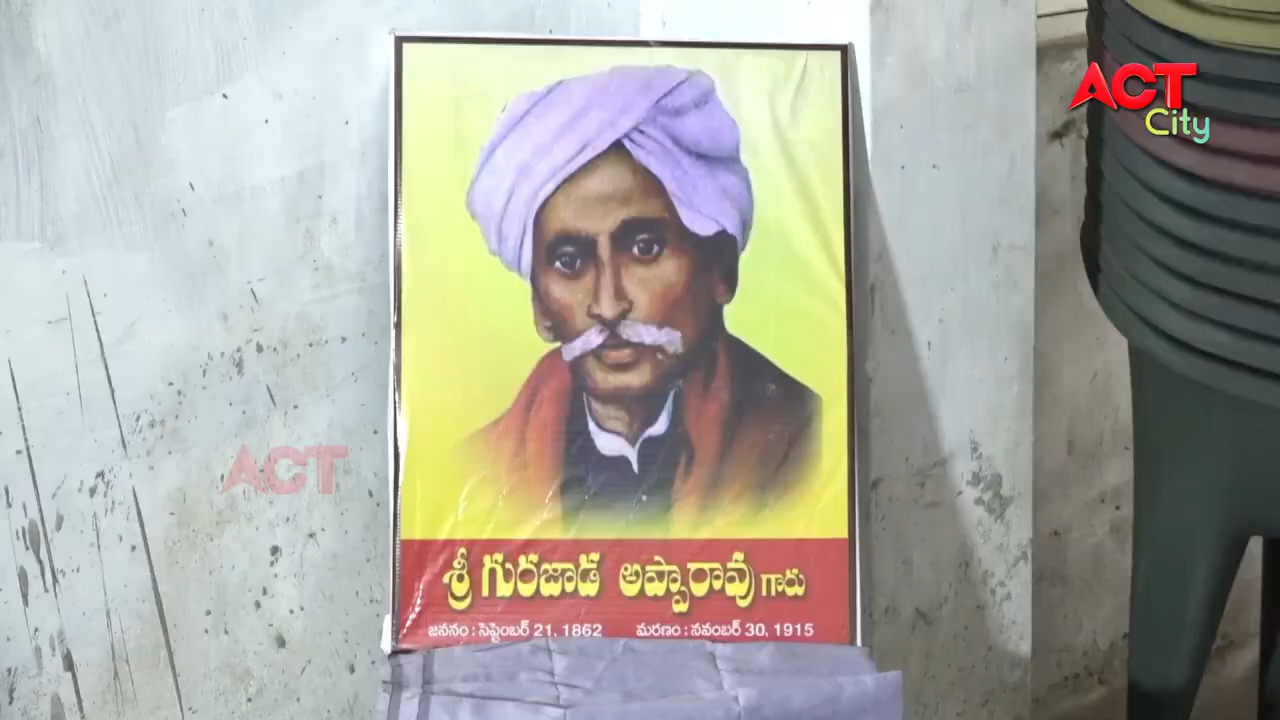 ACT
City
ACT
శ్రీ గురజాడ అప్పారావు గారు
జననం : సెప్టెంబర్ 21, 1862 మరణం : నవంబర్ 30, 1915